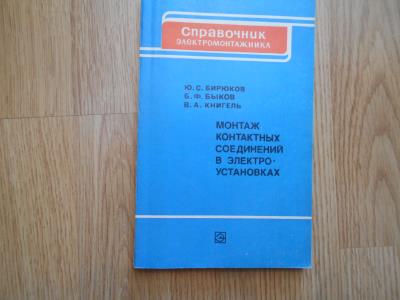 Справочник
ЭЛЕКТРОМОНТАЖНИКА
Ю. С. БИРЮКОВ
Б. Ф. БЫКОВ
В. А. КНИГЕЛЬ
МОНТАЖ
КОНТАКТНЫХ
СОЕДИНЕНИЙ
В ЭЛЕКТРО-
УСТАНОВКАХ